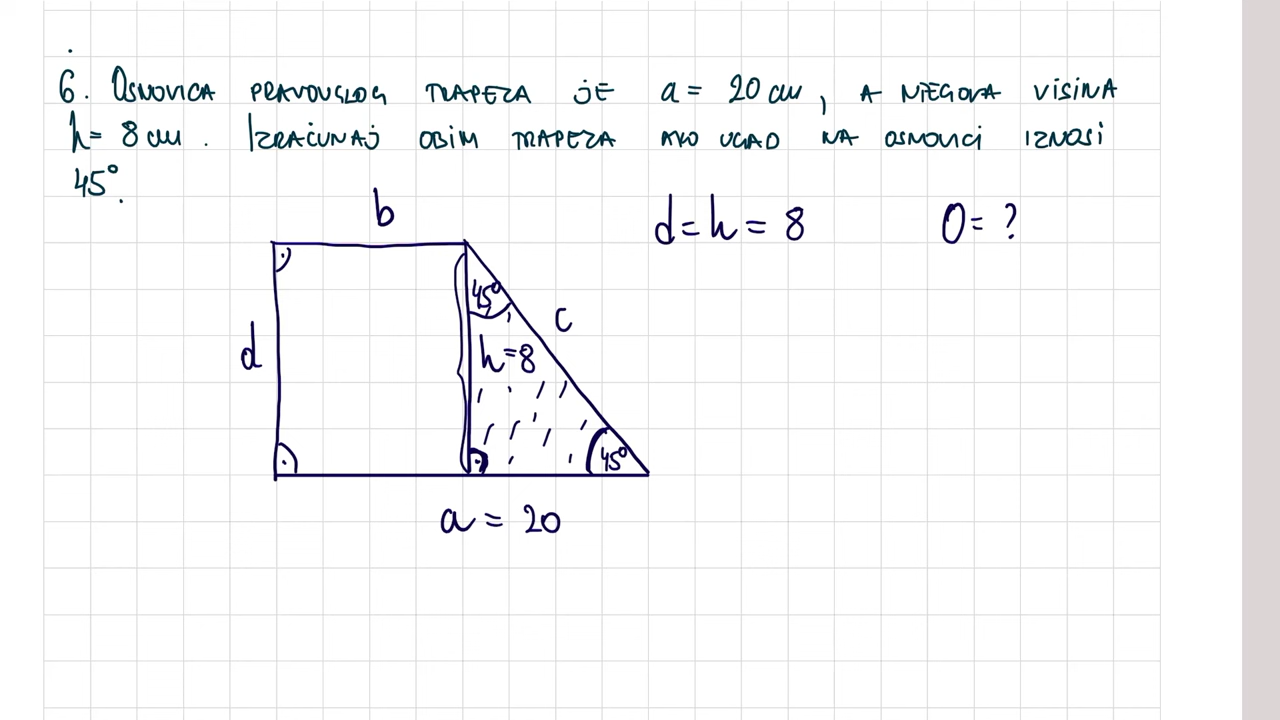 6. OSNOVICA PRAVOUGLOG TRAPEZA JE a = 20 cm, A NJEGOVA VISINA
h = 8 cm. IZRAČUNAJ OBIM TRAPEZA AKO UGAO NA OSNOVICI IZNOSI
45°.
b
d = h = 8 O = ?
45°
c
d
h = 8
45°
a = 20